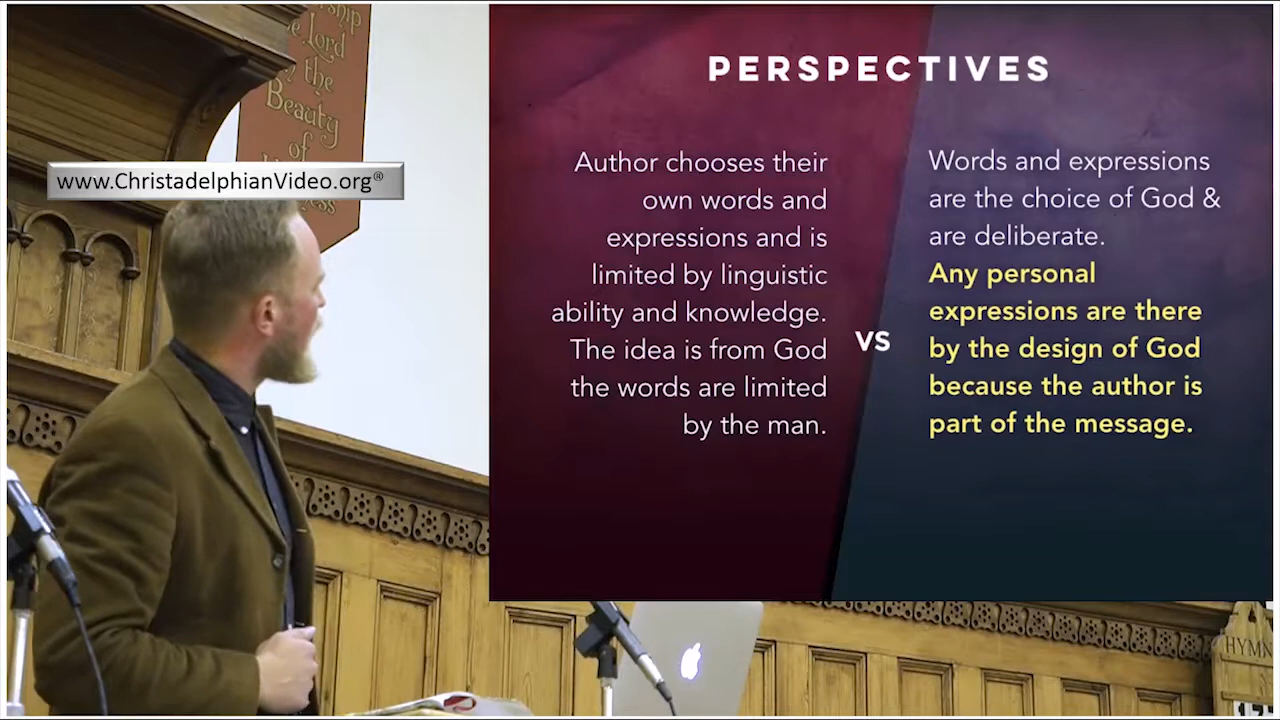 the Lord
in the
Beauty
of
www.ChristadelphianVideo.org®
PERSPECTIVES
Author chooses their
own words and
expressions and is
limited by linguistic
ability and knowledge.
The idea is from God
the words are limited
by the man.
VS
Words and expressions
are the choice of God &
are deliberate.
Any personal
expressions are there
by the design of God
because the author is
part of the message.
HYMN